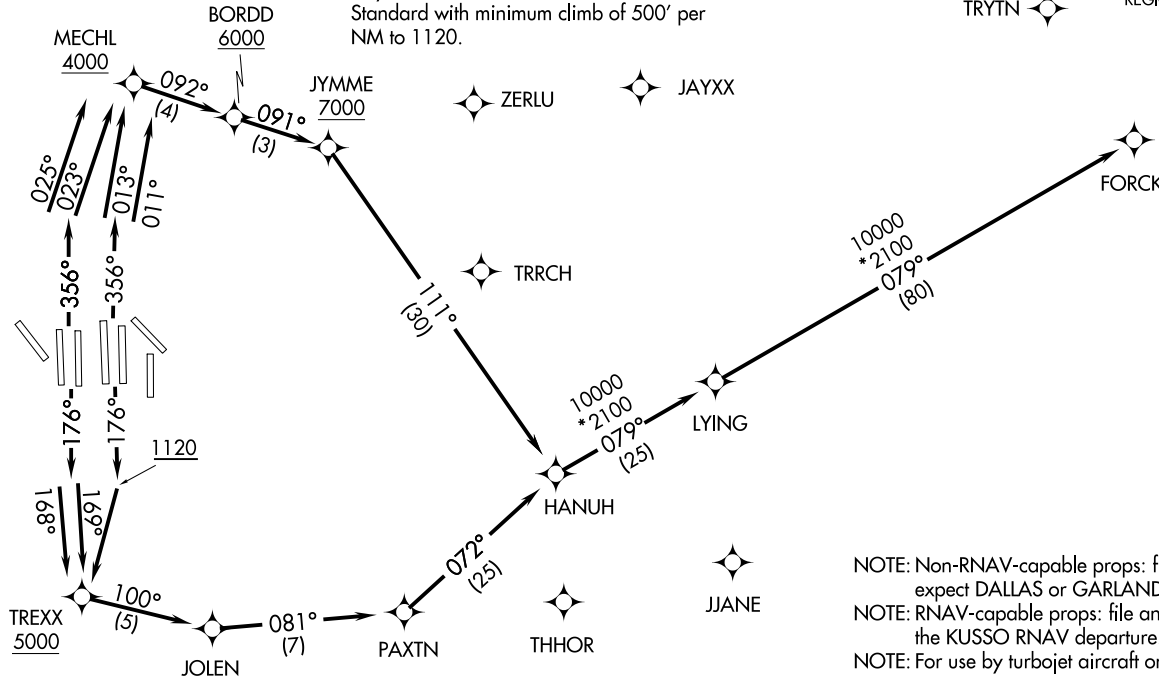 Standard with minimum climb of 500' per
NM to 1120.
TRYTN
BORDD
6000
MECHL
4000
JYMME
7000
ZERLU
JAYXX
092°
(4)
091°
(3)
025°
023°
013°
011°
FORCK
TRRCH
10000
*2100
079°
(80)
356°
356°
111°
(30)
10000
*2100
079°
(25)
LYING
176°
176°
1120
HANUH
168°
169°
072°
(25)
TREXX
5000
100°
(5)
JOLEN
081°
(7)
PAXTN
THHOR
JJANE
NOTE: Non-RNAV-capable props: f
expect DALLAS or GARLAND
NOTE: RNAV-capable props: file an
the KUSSO RNAV departure
NOTE: For use by turbojet aircraft or